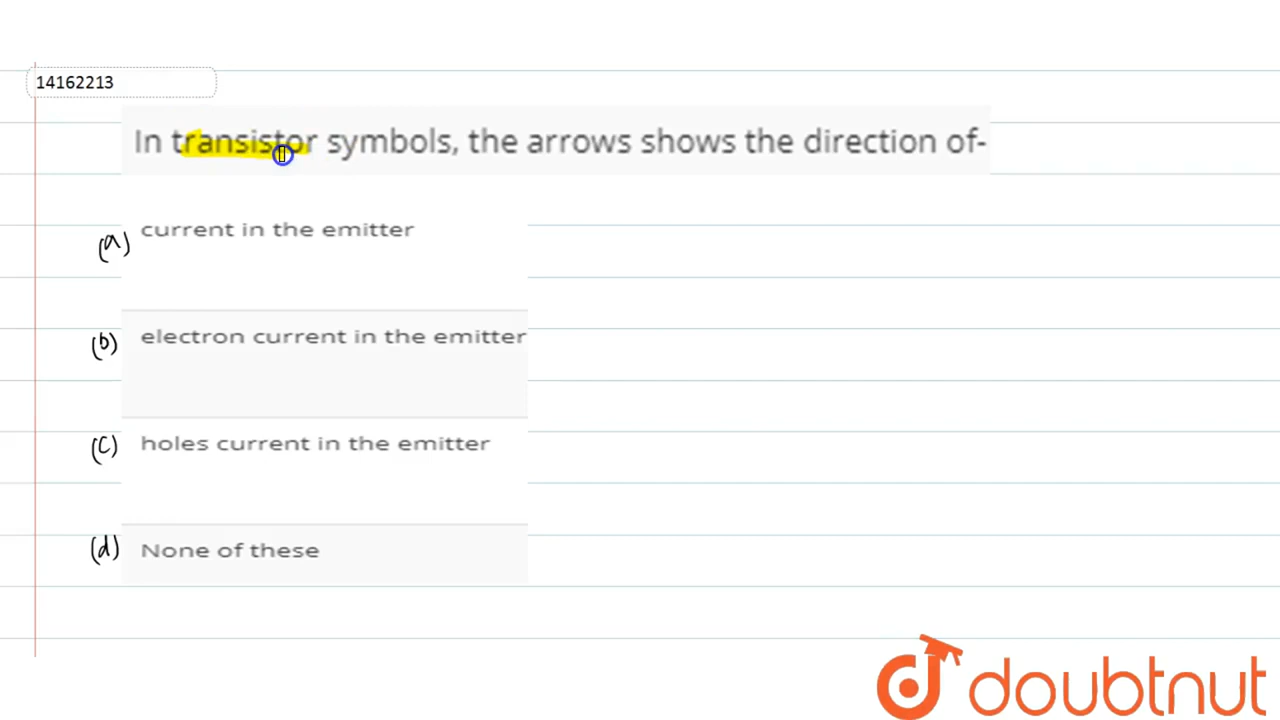 14162213
In transistor symbols, the arrows shows the direction of-
(a) current in the emitter
(b) electron current in the emitter
(c) holes current in the emitter
(d) None of these
doubtnut